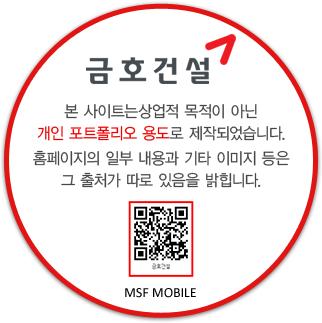 금호건설
본 사이트는상업적 목적이 아닌
개인 포트폴리오 용도로 제작되었습니다.
홈페이지의 일부 내용과 기타 이미지 등은
그 출처가 따로 있음을 밝힙니다.
금호건설
MSF MOBILE